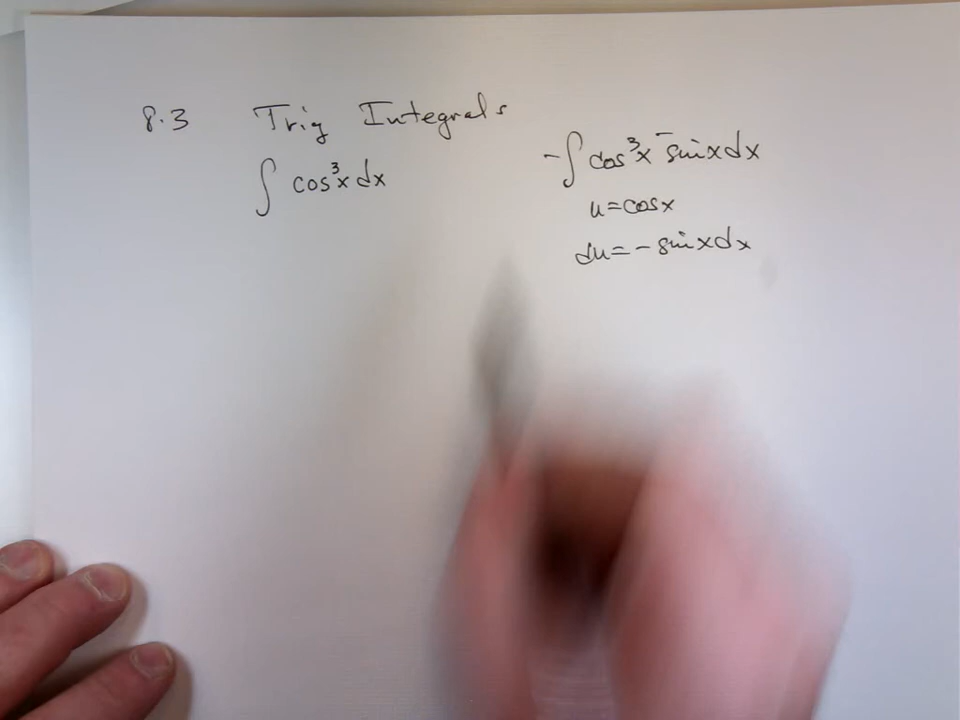 8.3 Trig Integrals
∫ cos³x dx
-∫ cos³x ⁻sinx dx
u=cosx
du=-sinxdx